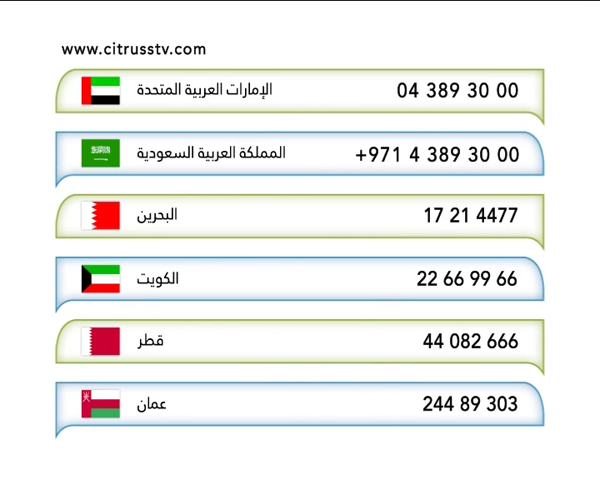 www.citrusstv.com
الإمارات العربية المتحدة 04 389 30 00
المملكة العربية السعودية +971 4 389 30 00
البحرين 17 21 4477
الكويت 22 66 99 66
قطر 44 082 666
عمان 244 89 303